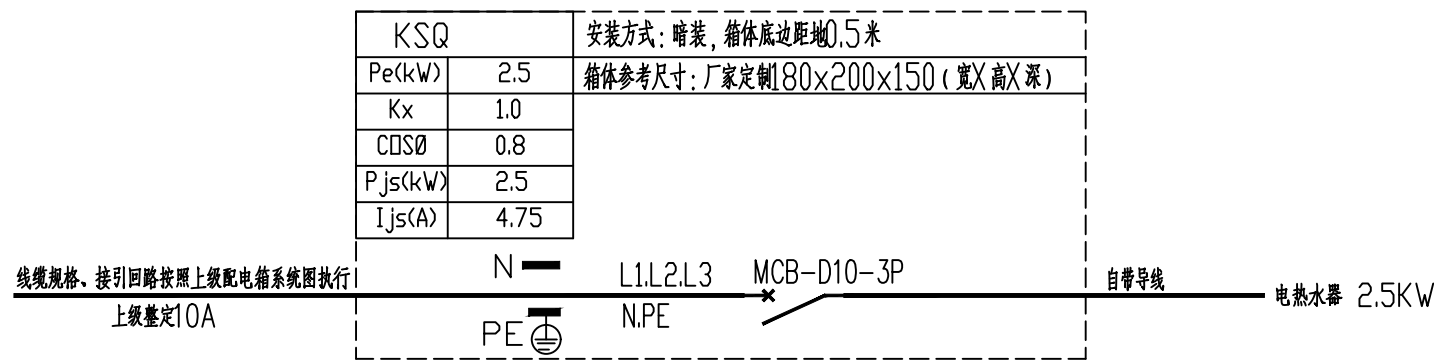 KSQ 安装方式：暗装，箱体底边距地0.5米
Pe(kW) 2.5 箱体参考尺寸：厂家定制180x200x150（宽X高X深）
Kx 1.0
COSØ 0.8
Pjs(kW) 2.5
Ijs(A) 4.75
线缆规格、接引回路按照上级配电箱系统图执行 N L1.L2.L3 MCB-D10-3P 自带导线
电热水器 2.5KW
上级整定10A PE N.PE